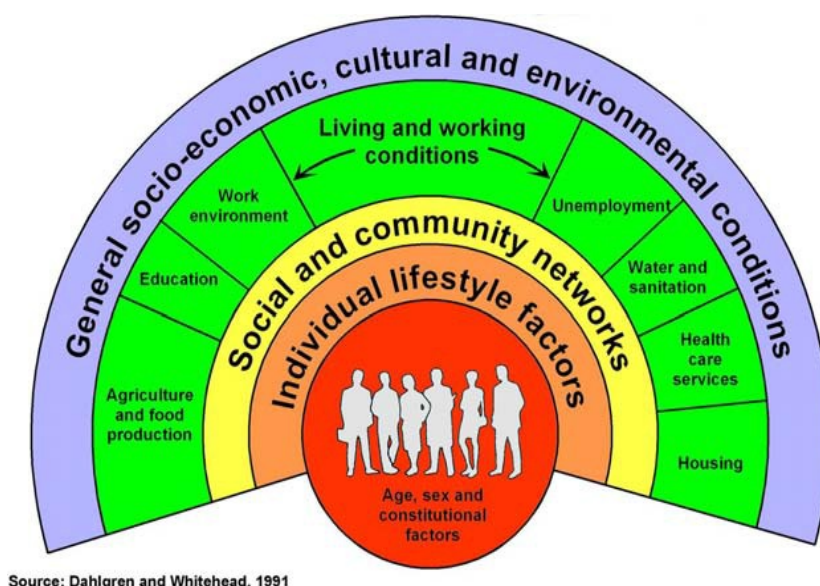 General socio-economic, cultural and environmental conditions
Living and working
conditions
Work
environment
Unemployment
Education
Water and
sanitation
Agriculture
and food
production
Health
care
services
Housing
Social and community networks
Individual lifestyle factors
Age, sex and
constitutional
factors
Source: Dahlgren and Whitehead, 1991